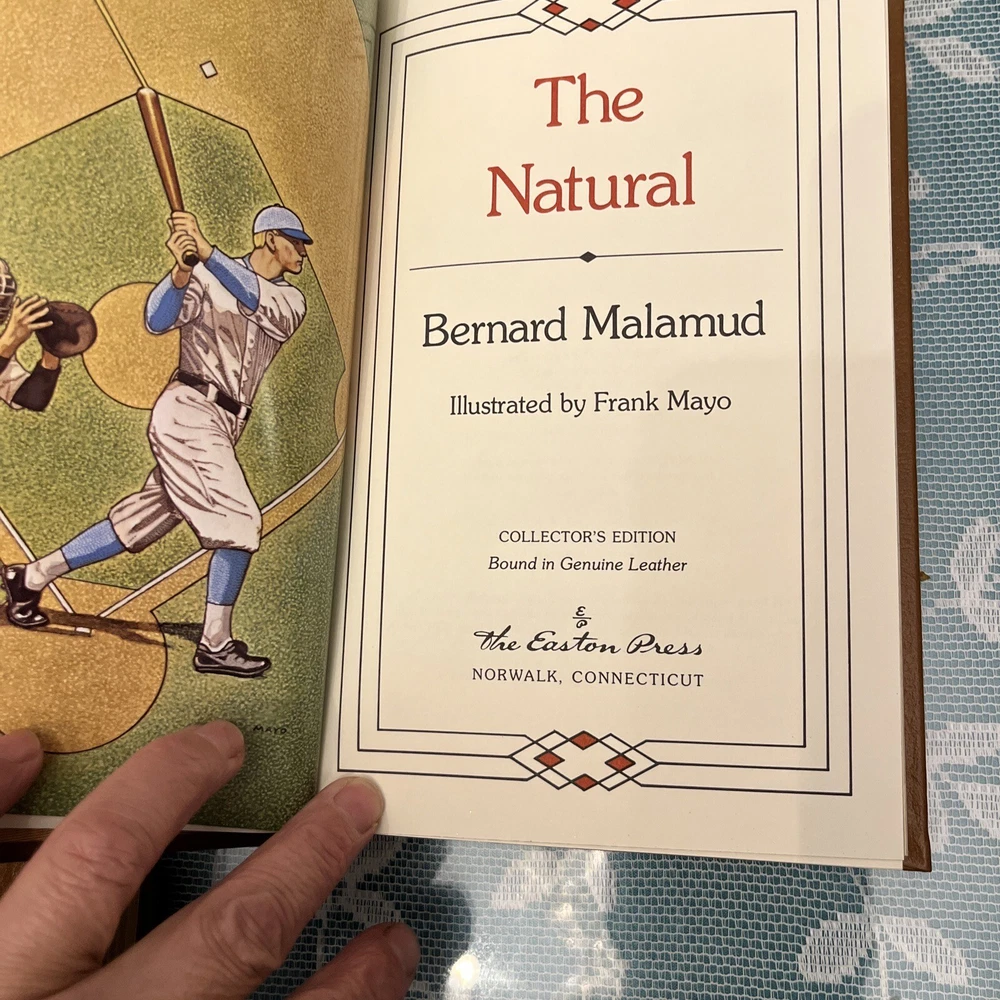 The
Natural
Bernard Malamud
Illustrated by Frank Mayo
COLLECTOR'S EDITION
Bound in Genuine Leather
E
P
The Easton Press
NORWALK, CONNECTICUT
MAYO